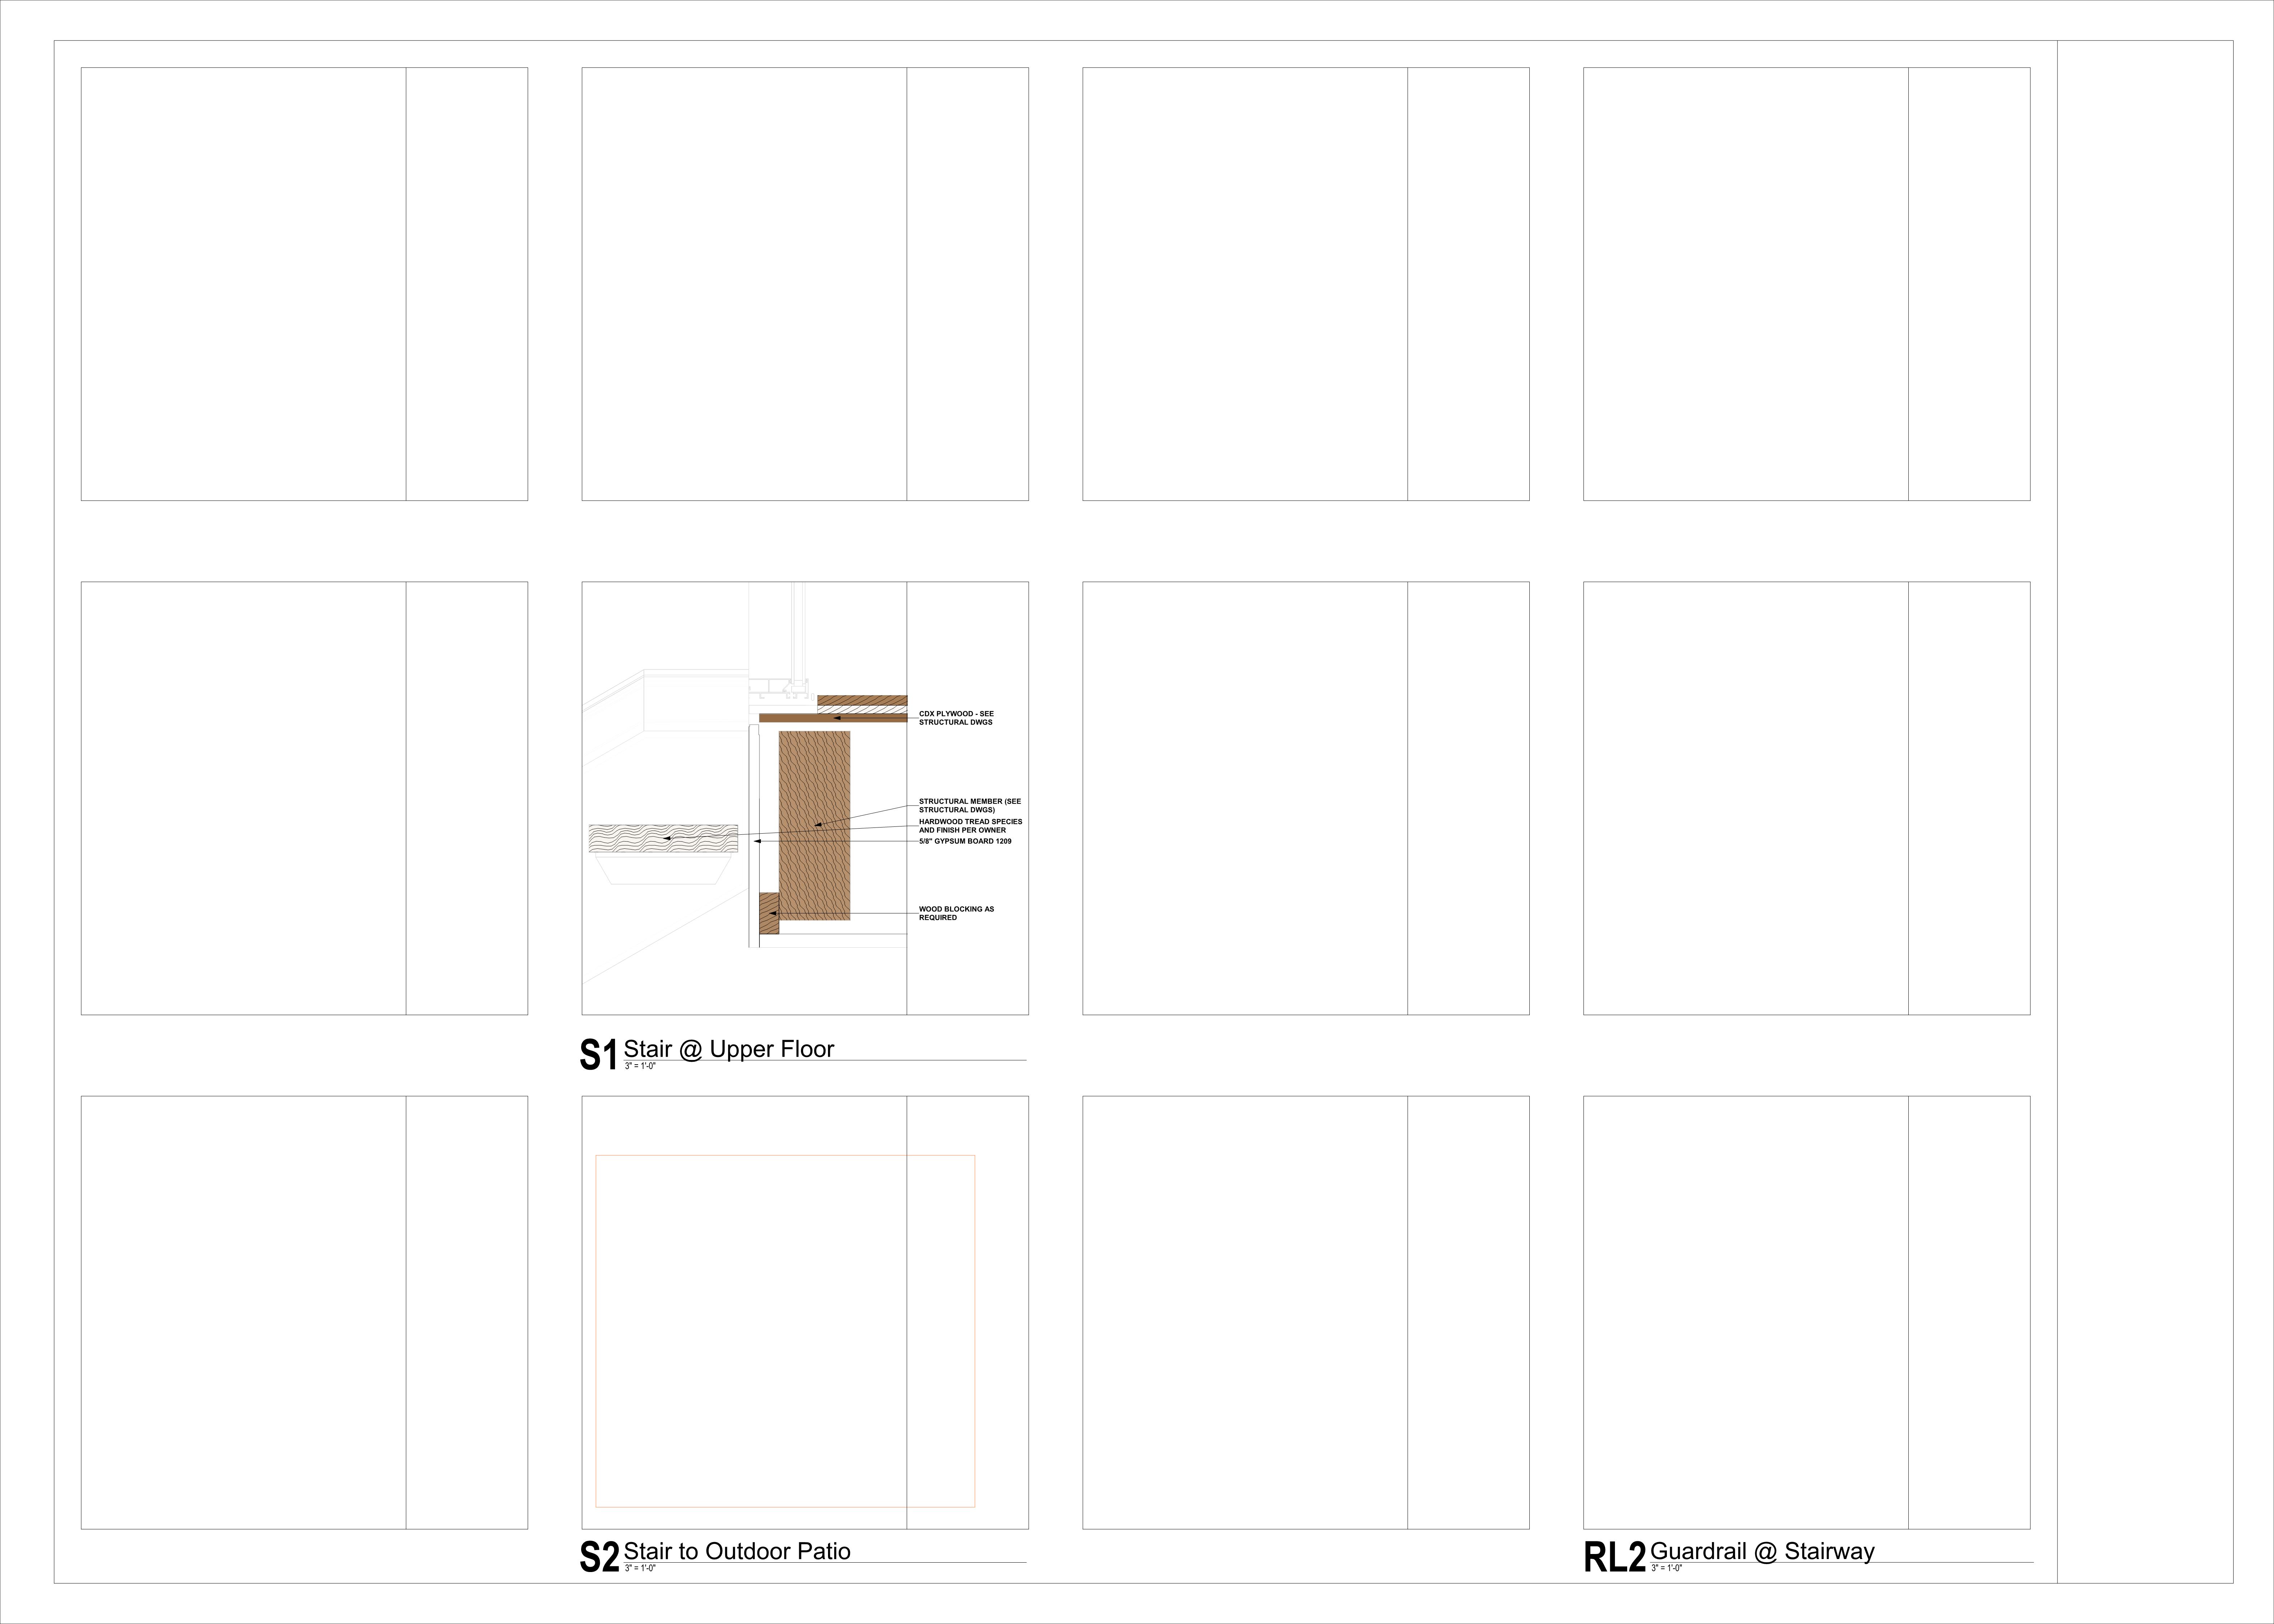 CDX PLYWOOD - SEE
STRUCTURAL DWGS
STRUCTURAL MEMBER (SEE
STRUCTURAL DWGS)
HARDWOOD TREAD SPECIES
AND FINISH PER OWNER
5/8" GYPSUM BOARD 1209
WOOD BLOCKING AS
REQUIRED
S1 Stair @ Upper Floor
3" = 1'-0"
S2 Stair to Outdoor Patio
3" = 1'-0"
RL2 Guardrail @ Stairway
3" = 1'-0"